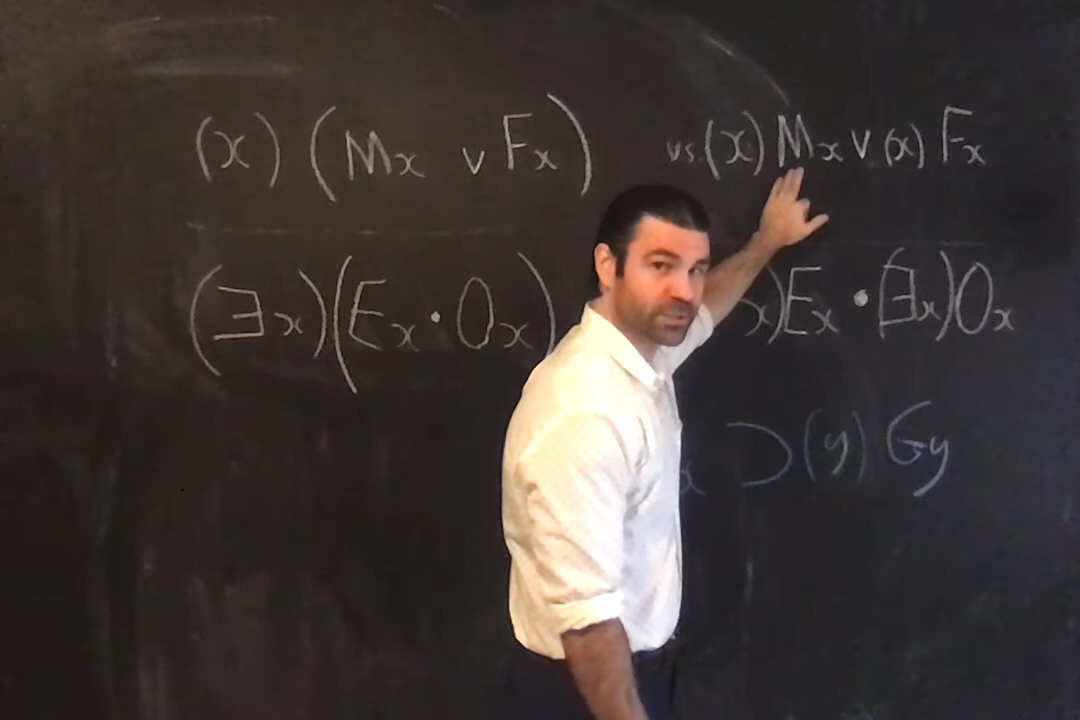 (x) (Mx v Fx) vs. (x) Mx v (x) Fx
(∃x)(Ex · Ox) x)Ex · (∃x)Ox
x ⊃ (y) Gy